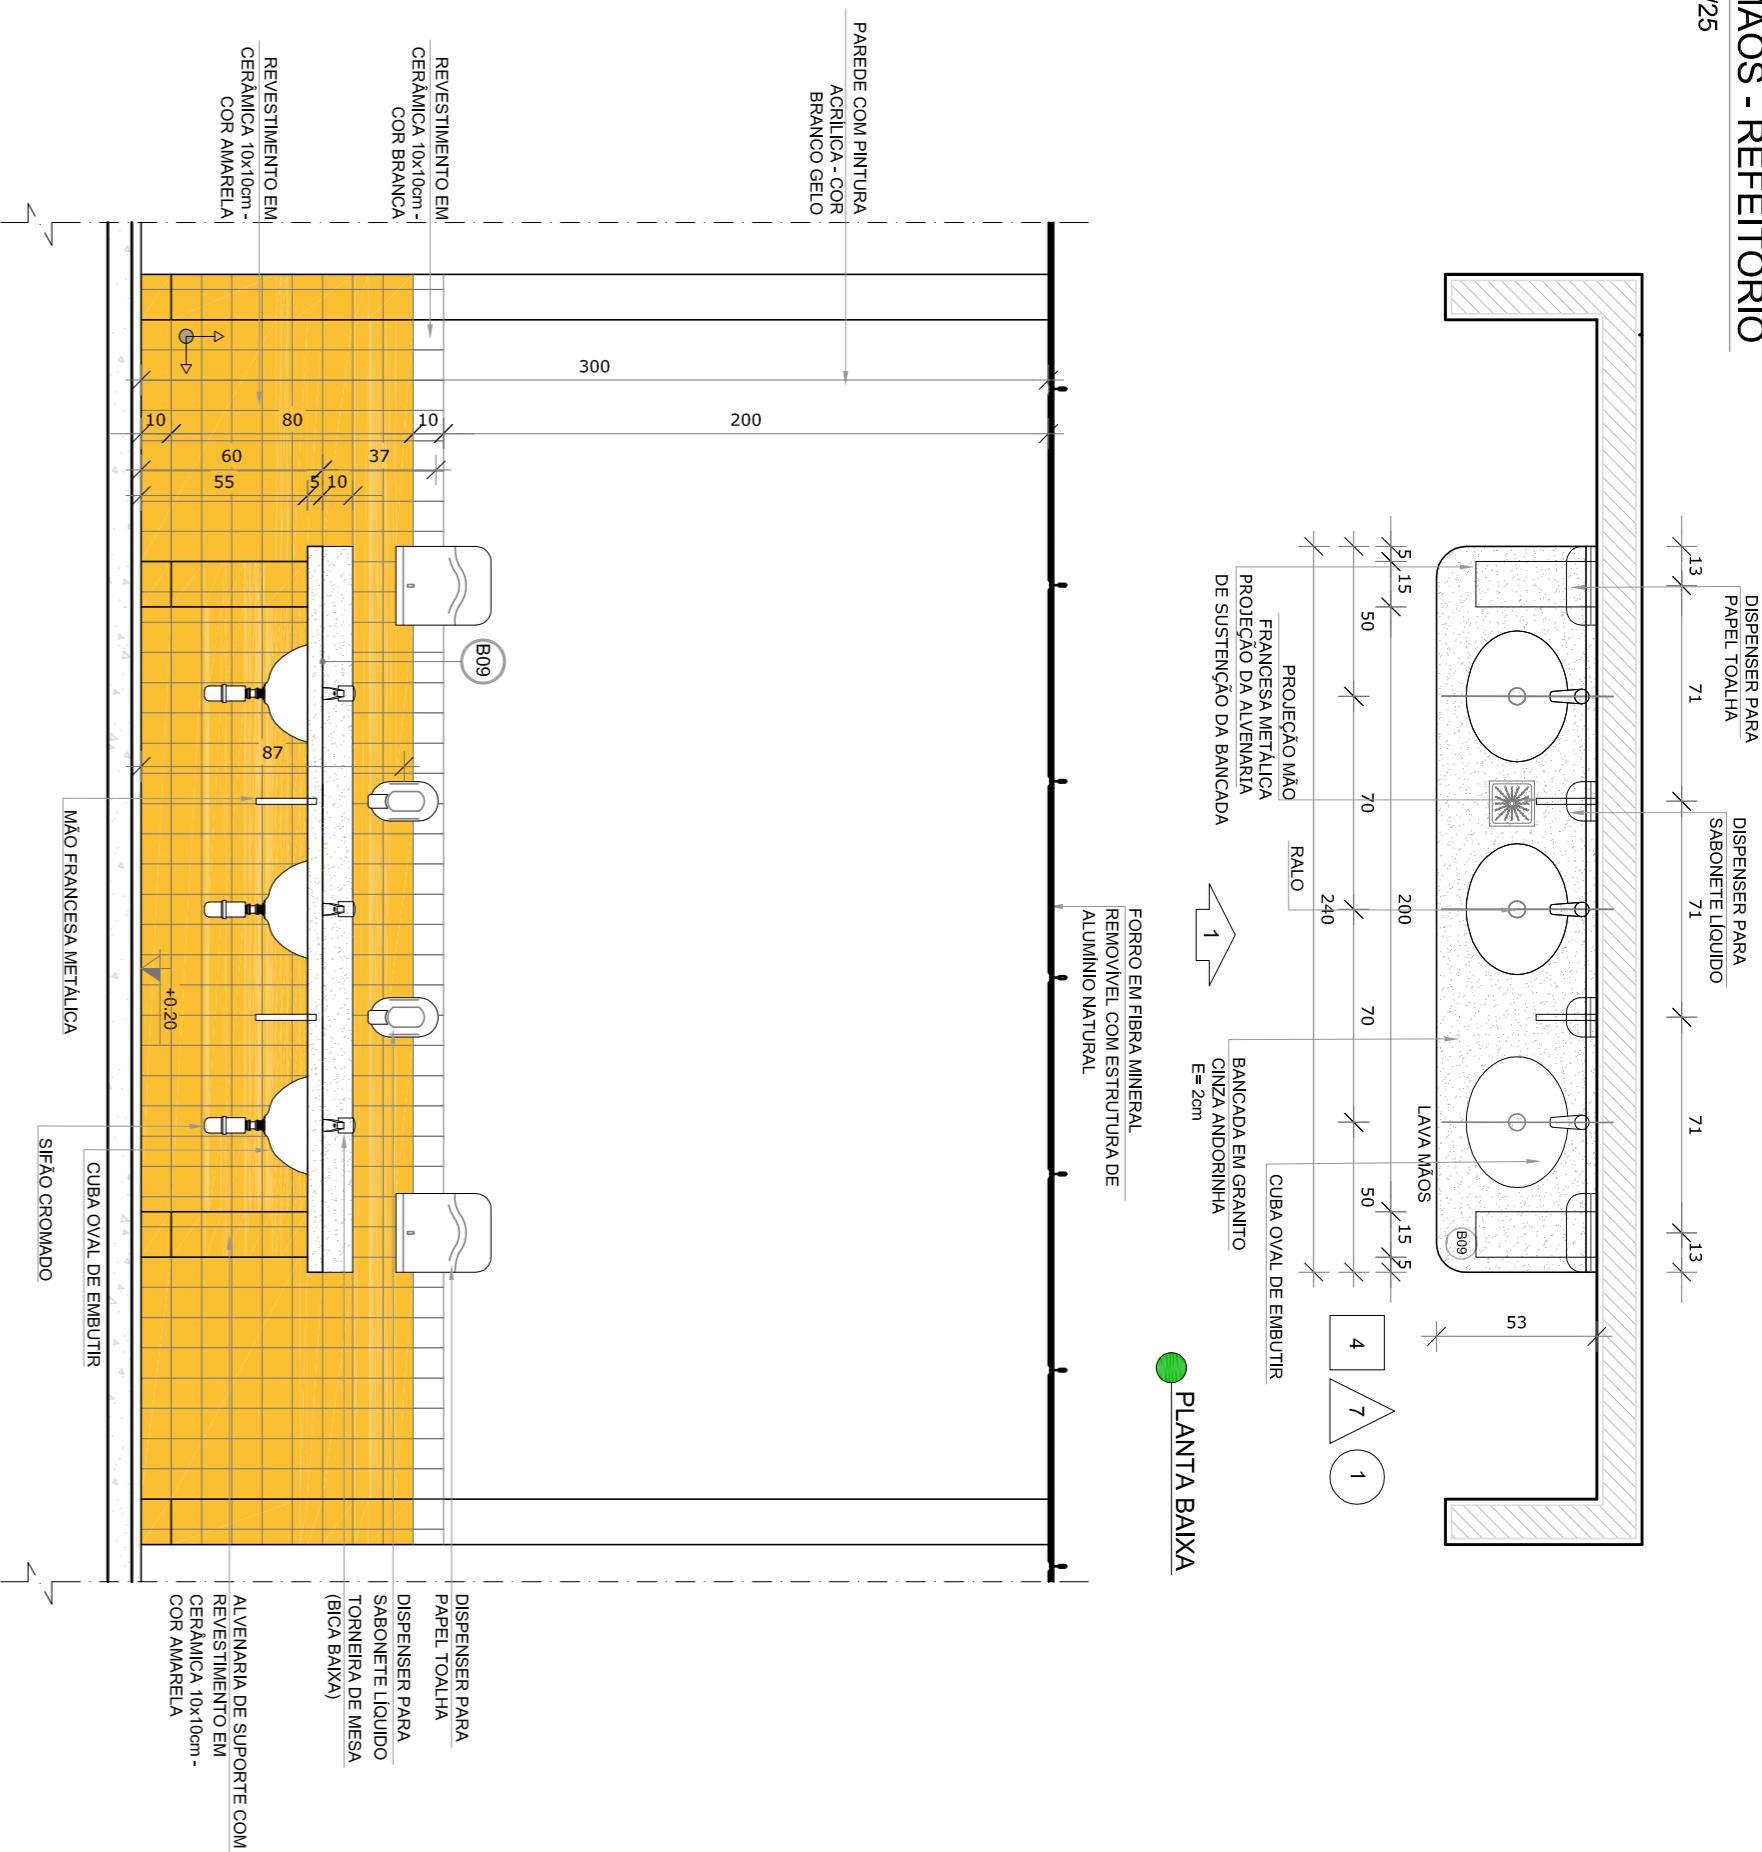 MÃOS - REFEITÓRIO
/25
DISPENSER PARA
PAPEL TOALHA
DISPENSER PARA
SABONETE LÍQUIDO
13
71
71
71
13
LAVA MÃOS
B09
53
5
15
200
15
5
50
70
70
50
240
PROJEÇÃO MÃO
FRANCESA METÁLICA
PROJEÇÃO DA ALVENARIA
DE SUSTENÇÃO DA BANCADA
RALO
BANCADA EM GRANITO
CINZA ANDORINHA
E= 2cm
CUBA OVAL DE EMBUTIR
4
7
1
1
PLANTA BAIXA
FORRO EM FIBRA MINERAL
REMOVÍVEL COM ESTRUTURA DE
ALUMÍNIO NATURAL
PAREDE COM PINTURA
ACRÍLICA - COR
BRANCO GELO
REVESTIMENTO EM
CERÂMICA 10x10cm -
COR BRANCA
REVESTIMENTO EM
CERÂMICA 10x10cm -
COR AMARELA
300
10
80
10
200
60
37
55
5
10
B09
87
+0.20
MÃO FRANCESA METÁLICA
CUBA OVAL DE EMBUTIR
SIFÃO CROMADO
DISPENSER PARA
PAPEL TOALHA
DISPENSER PARA
SABONETE LÍQUIDO
TORNEIRA DE MESA
(BICA BAIXA)
ALVENARIA DE SUPORTE COM
REVESTIMENTO EM
CERÂMICA 10x10cm -
COR AMARELA